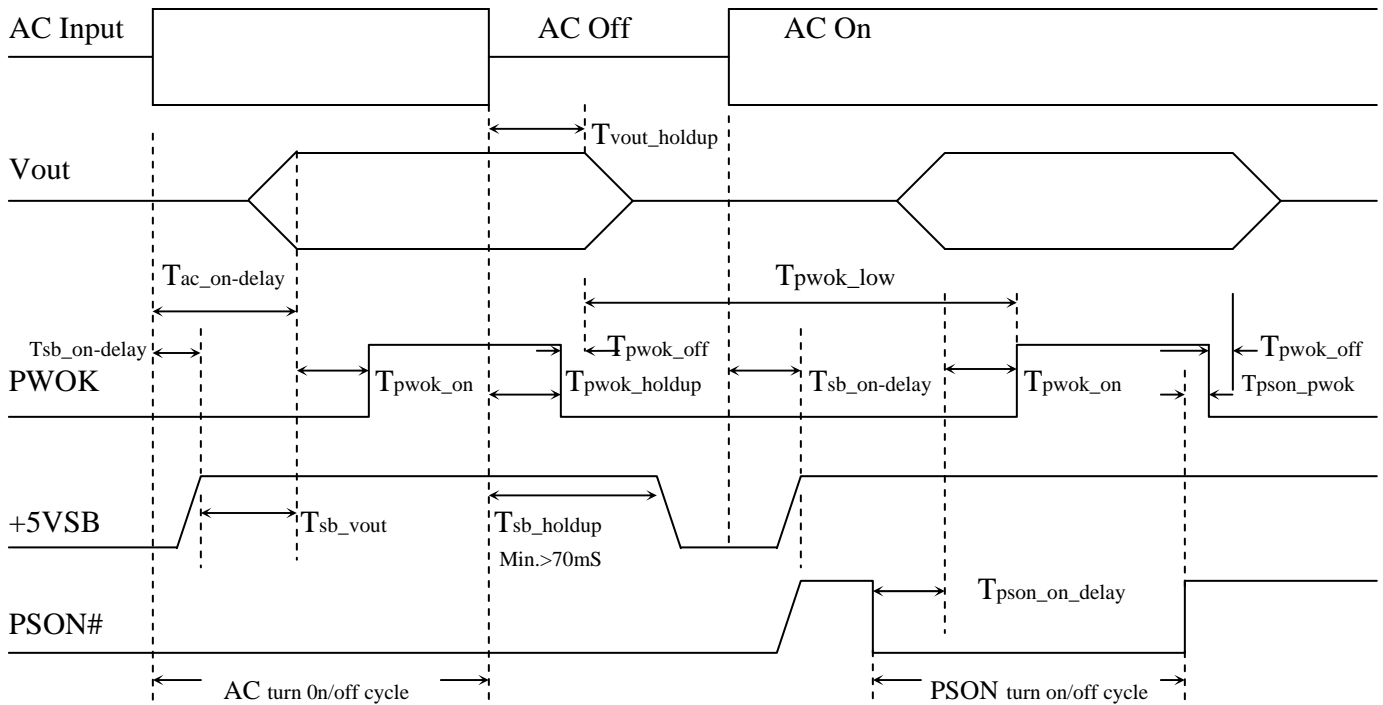 AC Input
AC Off
AC On
Tvout_holdup
Vout
Tac_on-delay
Tpwok_low
Tsb_on-delay
Tpwok_off
Tpwok_off
PWOK
Tpwok_on
Tpwok_holdup
Tsb_on-delay
Tpwok_on
Tpson_pwok
+5VSB
Tsb_vout
Tsb_holdup
Min.>70mS
PSON#
Tpson_on_delay
AC turn 0n/off cycle
PSON turn on/off cycle